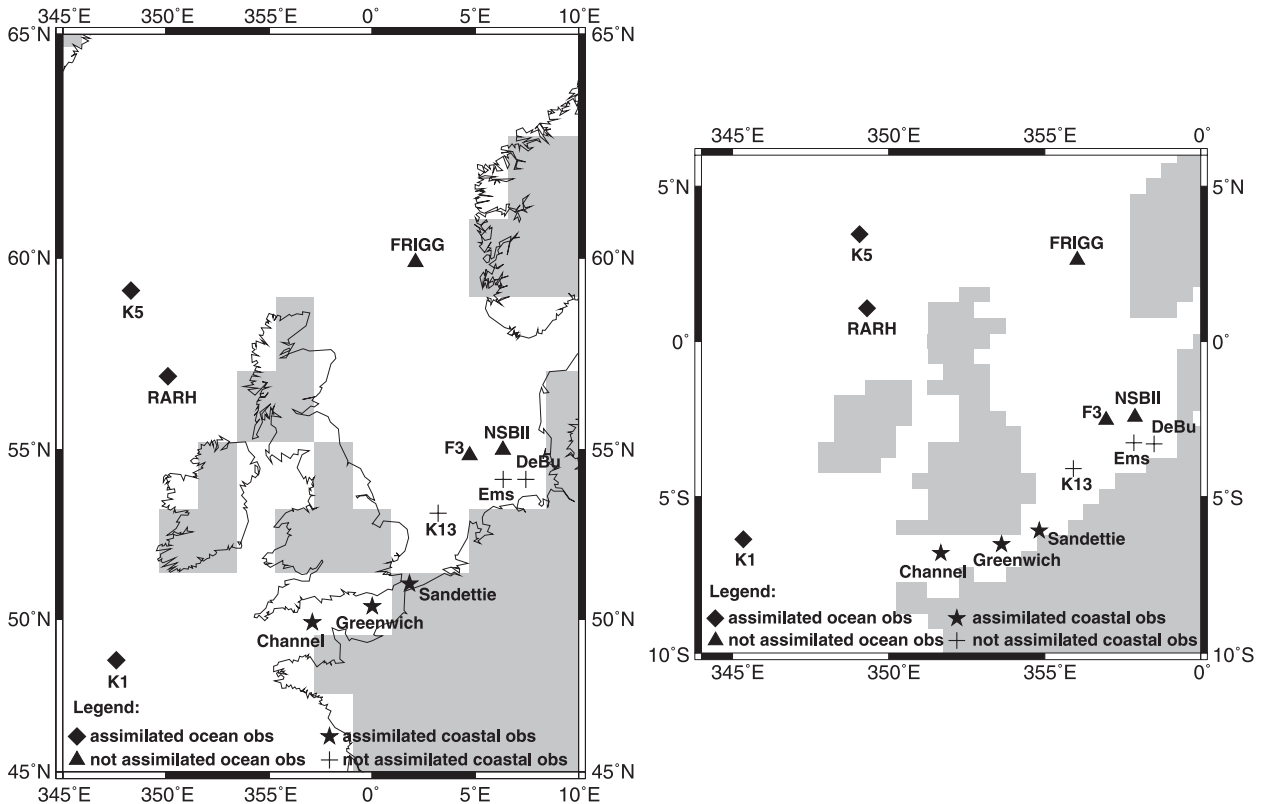 345˚E 350˚E 355˚E 0˚ 5˚E 10˚E
65˚N 65˚N
FRIGG
60˚N 60˚N
K5
RARH
NSBII
F3
55˚N 55˚N
DeBu
Ems
K13
Sandettie
50˚N 50˚N
Greenwich
Channel
K1
Legend:
assimilated ocean obs assimilated coastal obs
not assimilated ocean obs not assimilated coastal obs
45˚N 45˚N
345˚E 350˚E 355˚E 0˚ 5˚E 10˚E
345˚E 350˚E 355˚E 0˚
5˚N 5˚N
FRIGG
K5
RARH
0˚ 0˚
NSBII
F3
DeBu
Ems
K13
5˚S 5˚S
Sandettie
K1
Greenwich
Channel
Legend:
assimilated ocean obs assimilated coastal obs
not assimilated ocean obs not assimilated coastal obs
10˚S 10˚S
345˚E 350˚E 355˚E 0˚